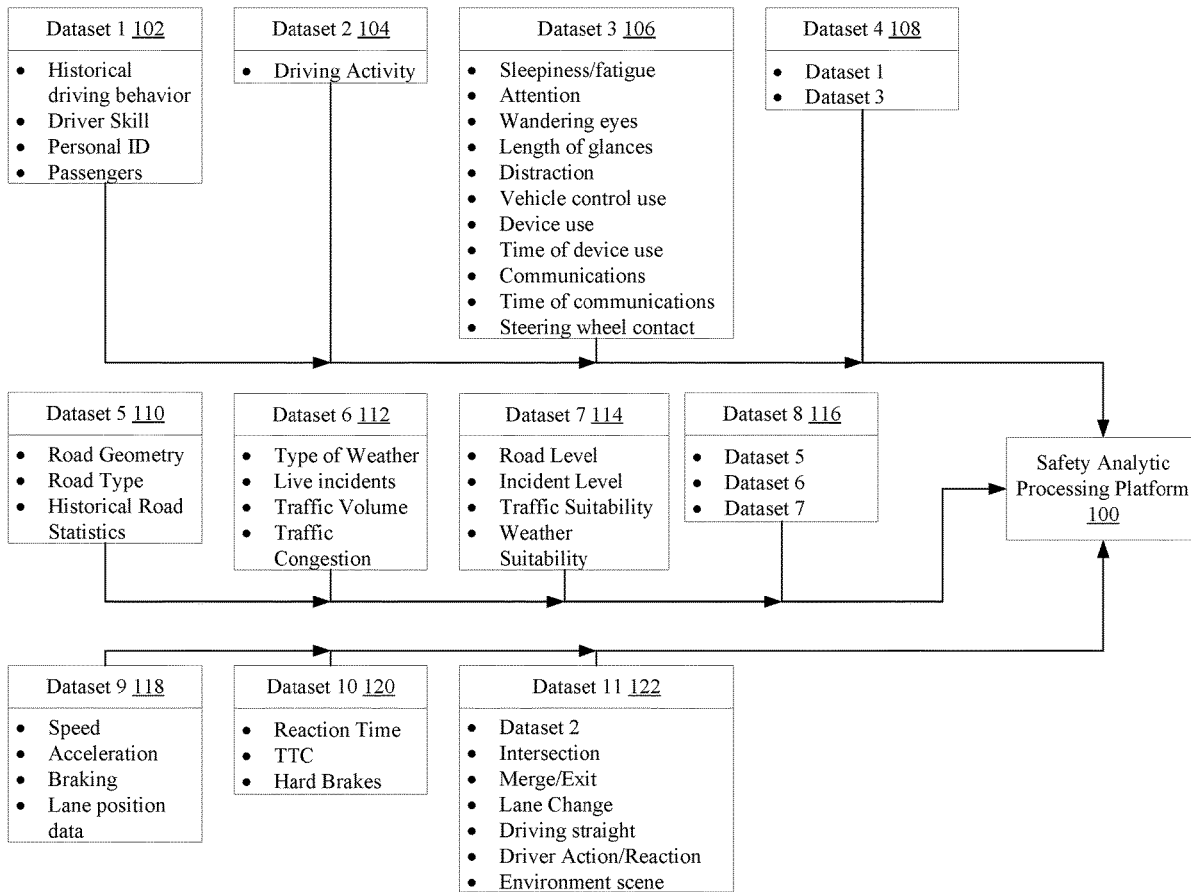 Dataset 1 102
• Historical
driving behavior
• Driver Skill
• Personal ID
• Passengers
Dataset 2 104
• Driving Activity
Dataset 3 106
• Sleepiness/fatigue
• Attention
• Wandering eyes
• Length of glances
• Distraction
• Vehicle control use
• Device use
• Time of device use
• Communications
• Time of communications
• Steering wheel contact
Dataset 4 108
• Dataset 1
• Dataset 3
Dataset 5 110
• Road Geometry
• Road Type
• Historical Road
Statistics
Dataset 6 112
• Type of Weather
• Live incidents
• Traffic Volume
• Traffic
Congestion
Dataset 7 114
• Road Level
• Incident Level
• Traffic Suitability
• Weather
Suitability
Dataset 8 116
• Dataset 5
• Dataset 6
• Dataset 7
Safety Analytic
Processing Platform
100
Dataset 9 118
• Speed
• Acceleration
• Braking
• Lane position
data
Dataset 10 120
• Reaction Time
• TTC
• Hard Brakes
Dataset 11 122
• Dataset 2
• Intersection
• Merge/Exit
• Lane Change
• Driving straight
• Driver Action/Reaction
• Environment scene